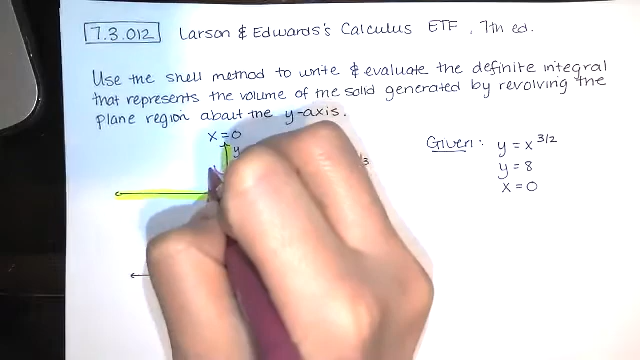 7.3.012 Larson & Edwards's Calculus ETF, 7th ed.
Use the shell method to write & evaluate the definite integral
that represents the volume of the solid generated by revolving the
plane region about the y-axis.
x=0
y
Given: y = x^3/2
y = 8
x = 0